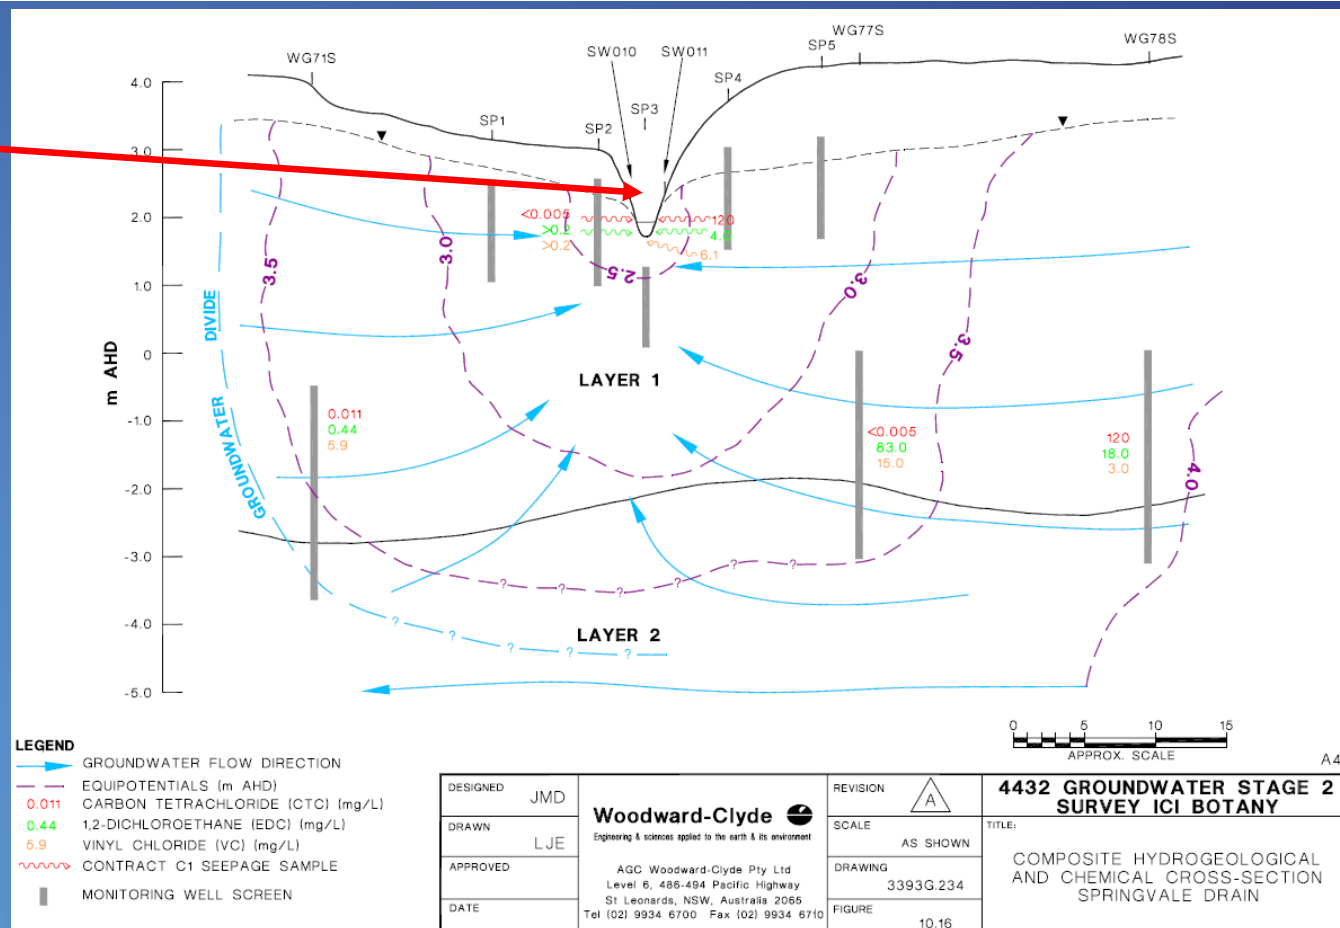 WG71S
SP1
SP2
SW010
SP3
SW011
SP4
SP5
WG77S
WG78S
m AHD
4.0
3.0
2.0
1.0
0
-1.0
-2.0
-3.0
-4.0
-5.0
GROUNDWATER DIVIDE
3.5
3.0
2.5
3.0
3.5
4.0
<0.005
>0.2
>0.2
120
6.1
LAYER 1
0.011
0.44
5.9
<0.005
83.0
15.0
120
18.0
3.0
? ? ? ? ? ?
? ? ? ? ?
LAYER 2
0 5 10 15
APPROX. SCALE
A4
LEGEND
GROUNDWATER FLOW DIRECTION
EQUIPOTENTIALS (m AHD)
0.011 CARBON TETRACHLORIDE (CTC) (mg/L)
0.44 1,2-DICHLOROETHANE (EDC) (mg/L)
5.9 VINYL CHLORIDE (VC) (mg/L)
CONTRACT C1 SEEPAGE SAMPLE
MONITORING WELL SCREEN
DESIGNED JMD
DRAWN LJE
APPROVED
DATE
Woodward-Clyde
Engineering & sciences applied to the earth & its environment
AGC Woodward-Clyde Pty Ltd
Level 6, 486-494 Pacific Highway
St Leonards, NSW, Australia 2065
Tel (02) 9934 6700 Fax (02) 9934 6710
REVISION A
SCALE
AS SHOWN
DRAWING
3393G.234
FIGURE
10.16
4432 GROUNDWATER STAGE 2
SURVEY ICI BOTANY
TITLE:
COMPOSITE HYDROGEOLOGICAL
AND CHEMICAL CROSS-SECTION
SPRINGVALE DRAIN